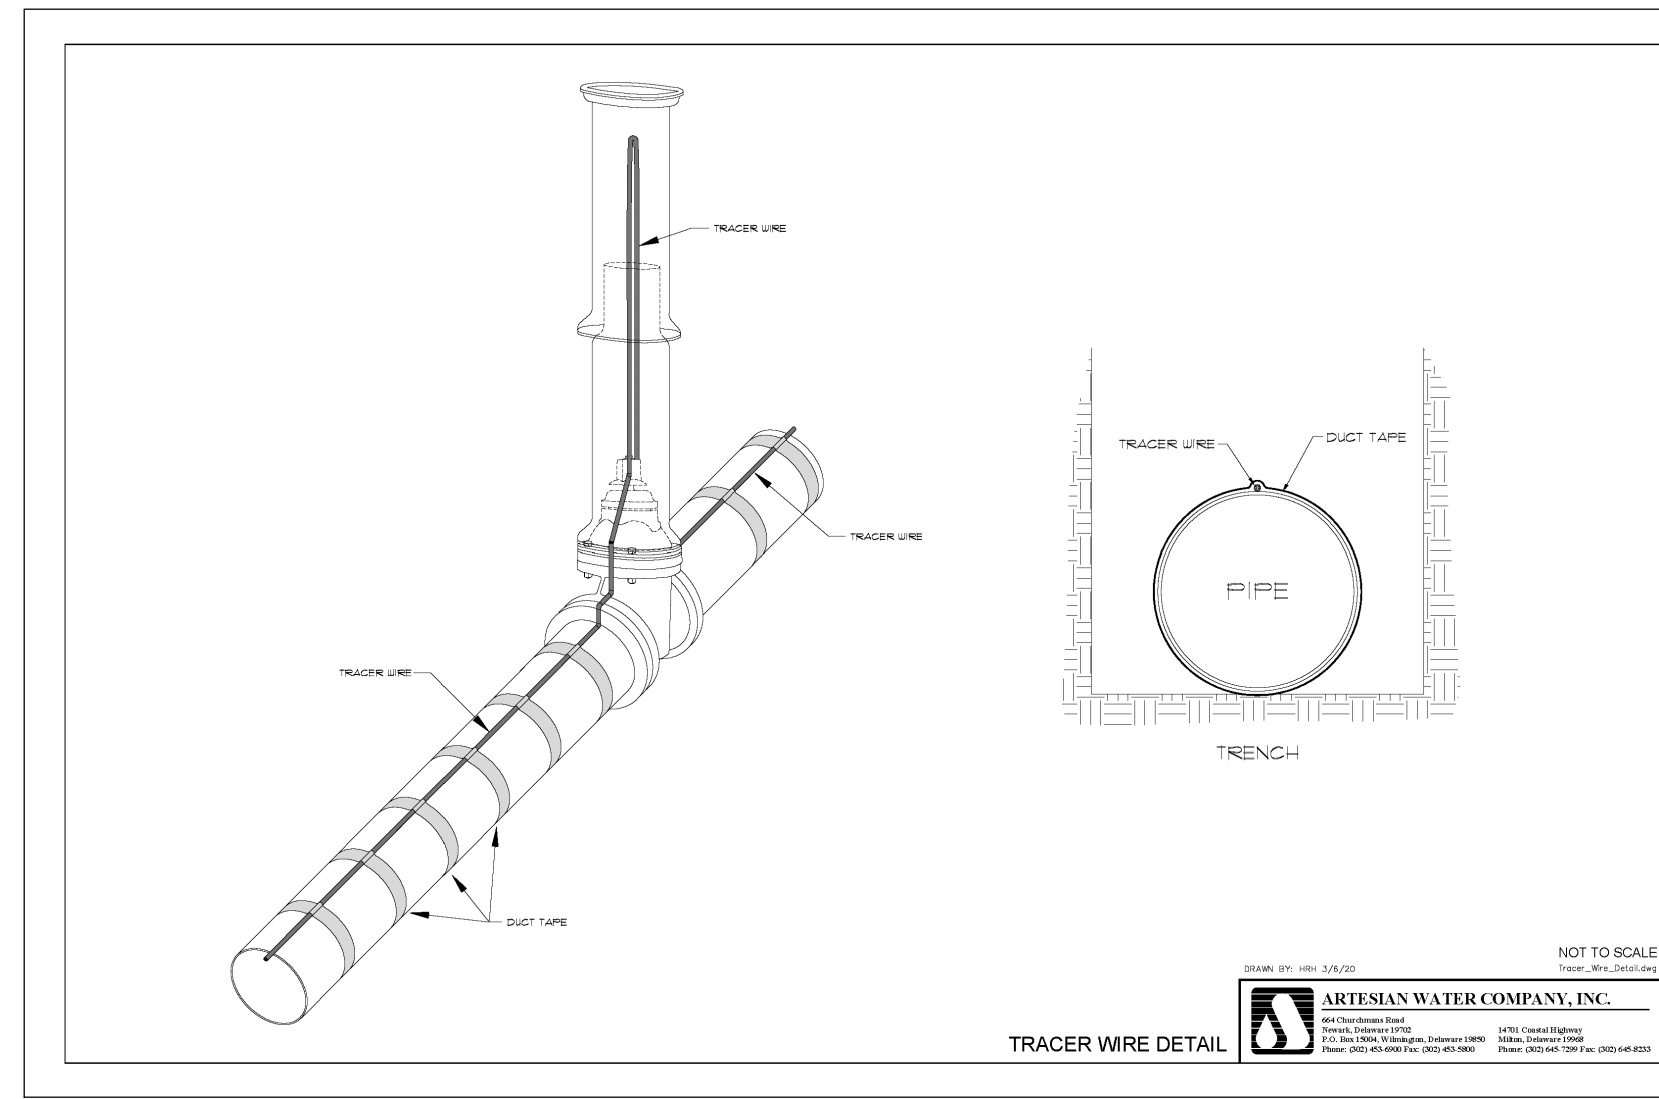 TRACER WIRE
TRACER WIRE
TRACER WIRE
DUCT TAPE
TRACER WIRE
DUCT TAPE
PIPE
TRENCH
NOT TO SCALE
DRAWN BY: HRH 3/6/20
Tracer_Wire_Detail.dwg
TRACER WIRE DETAIL
ARTESIAN WATER COMPANY, INC.
664 Churchmans Road
Newark, Delaware 19702
P.O. Box 15004, Wilmington, Delaware 19850
Phone: (302) 453-6900 Fax: (302) 453-5800
14701 Coastal Highway
Milton, Delaware 19968
Phone: (302) 645-7299 Fax: (302) 645-8233